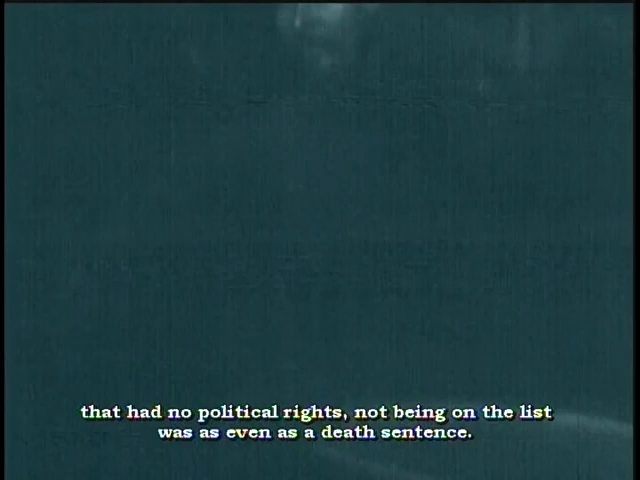 that had no political rights, not being on the list
was as even as a death sentence.